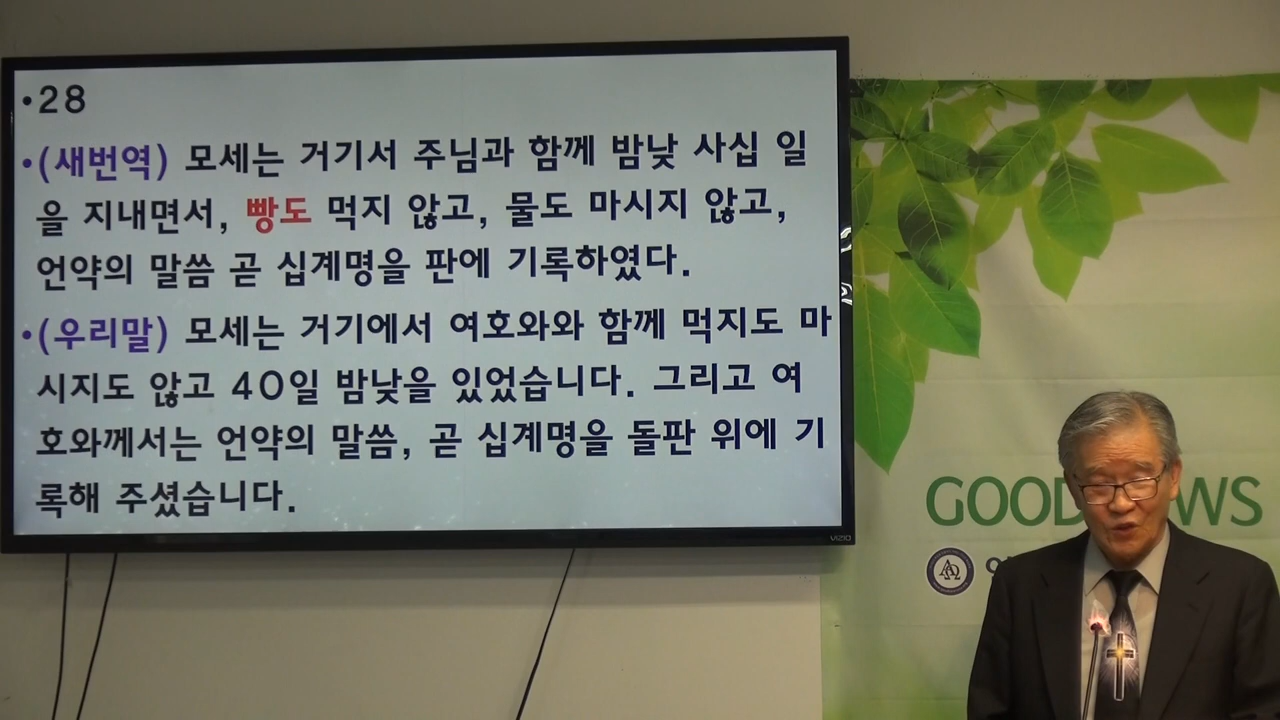 •28
•(새번역) 모세는 거기서 주님과 함께 밤낮 사십 일
을 지내면서, 빵도 먹지 않고, 물도 마시지 않고,
언약의 말씀 곧 십계명을 판에 기록하였다.
•(우리말) 모세는 거기에서 여호와와 함께 먹지도 마
시지도 않고 40일 밤낮을 있었습니다. 그리고 여
호와께서는 언약의 말씀, 곧 십계명을 돌판 위에 기
록해 주셨습니다.
VIZIO
GOOD WS
ΑΩ